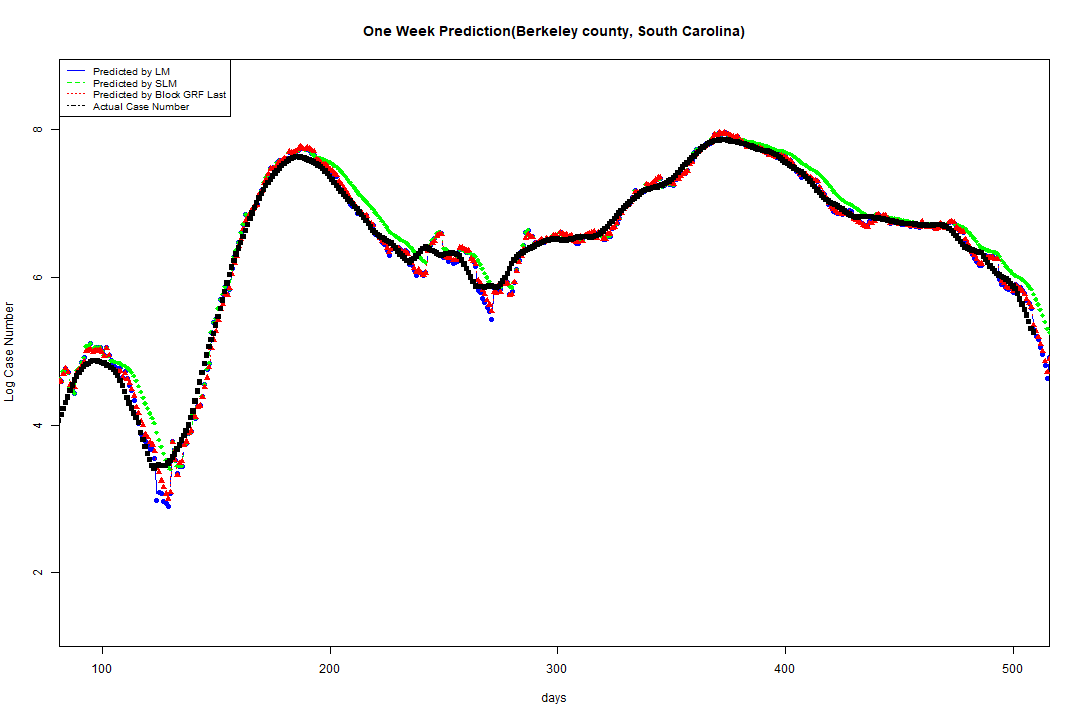 One Week Prediction(Berkeley county, South Carolina)
Predicted by LM
Predicted by SLM
Predicted by Block GRF Last
Actual Case Number
8
6
4
2
Log Case Number
100 200 300 400 500
days